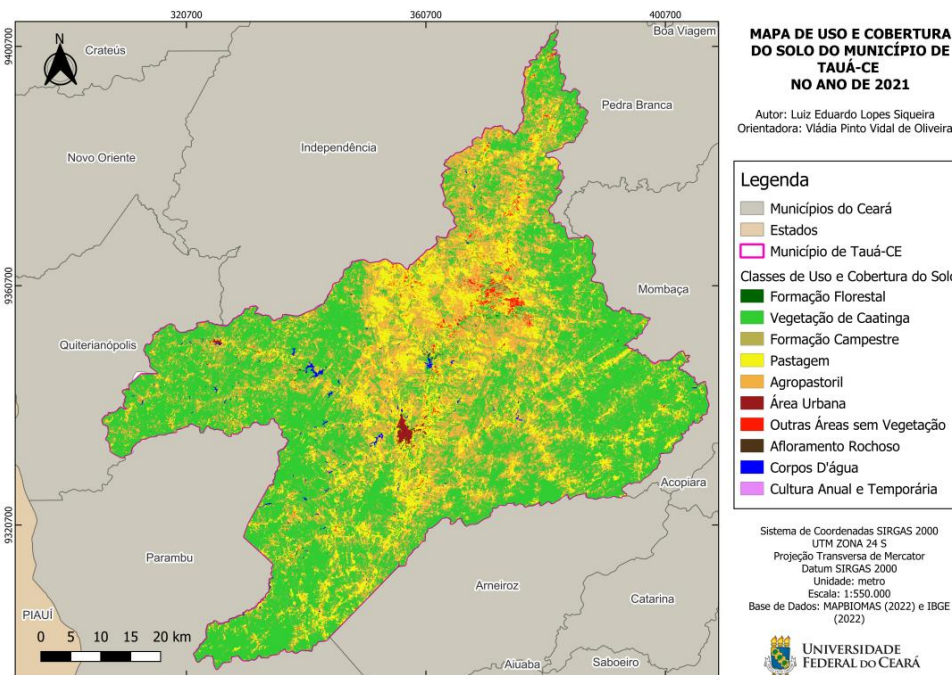 320700
360700
400700
9400700
9360700
9320700
N
Crateús
Boa Viagem
Pedra Branca
Novo Oriente
Independência
Mombaça
Quiterianópolis
Acopiara
Parambu
Arneiroz
Catarina
PIAUÍ
Aiuaba
Saboeiro
0 5 10 15 20 km
MAPA DE USO E COBERTURA
DO SOLO DO MUNICÍPIO DE
TAUÁ-CE
NO ANO DE 2021
Autor: Luiz Eduardo Lopes Siqueira
Orientadora: Vládia Pinto Vidal de Oliveira
Legenda
Municípios do Ceará
Estados
Município de Tauá-CE
Classes de Uso e Cobertura do Solo
Formação Florestal
Vegetação de Caatinga
Formação Campestre
Pastagem
Agropastoril
Área Urbana
Outras Áreas sem Vegetação
Afloramento Rochoso
Corpos D'água
Cultura Anual e Temporária
Sistema de Coordenadas SIRGAS 2000
UTM ZONA 24 S
Projeção Transversa de Mercator
Datum SIRGAS 2000
Unidade: metro
Escala: 1:550.000
Base de Dados: MAPBIOMAS (2022) e IBGE
(2022)
UNIVERSIDADE
FEDERAL DO CEARÁ